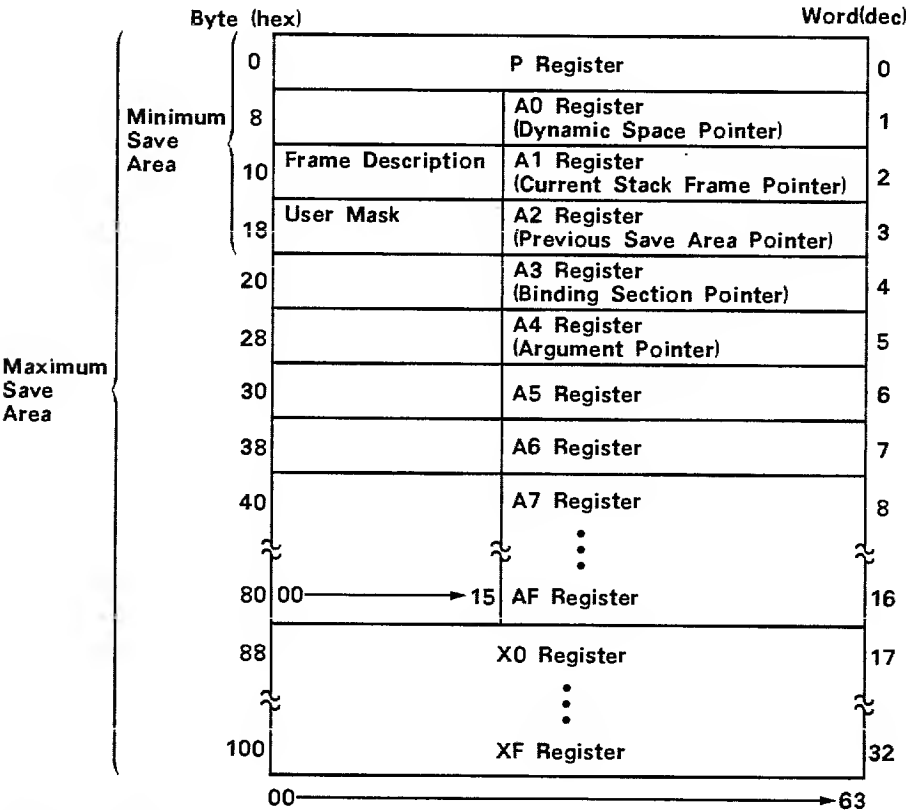 Byte (hex)
Word(dec)
0 P Register 0
8 A0 Register 1
(Dynamic Space Pointer)
Minimum
Save
Area
10 Frame Description A1 Register 2
(Current Stack Frame Pointer)
18 User Mask A2 Register 3
(Previous Save Area Pointer)
20 A3 Register 4
(Binding Section Pointer)
28 A4 Register 5
(Argument Pointer)
Maximum
Save
Area
30 A5 Register 6
38 A6 Register 7
40 A7 Register 8
80 00 15 AF Register 16
88 X0 Register 17
100 XF Register 32
00 63